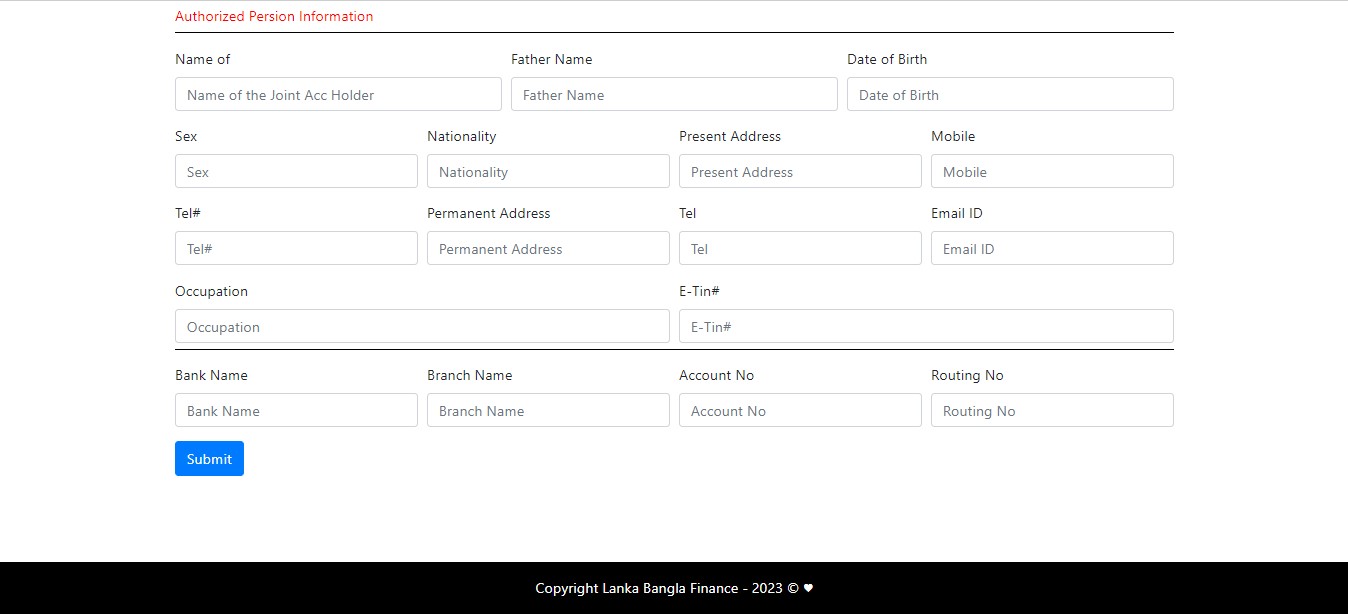 Authorized Persion Information
Name of Father Name Date of Birth
Name of the Joint Acc Holder Father Name Date of Birth
Sex Nationality Present Address Mobile
Sex Nationality Present Address Mobile
Tel# Permanent Address Tel Email ID
Tel# Permanent Address Tel Email ID
Occupation E-Tin#
Occupation E-Tin#
Bank Name Branch Name Account No Routing No
Bank Name Branch Name Account No Routing No
Submit
Copyright Lanka Bangla Finance - 2023 © ♥